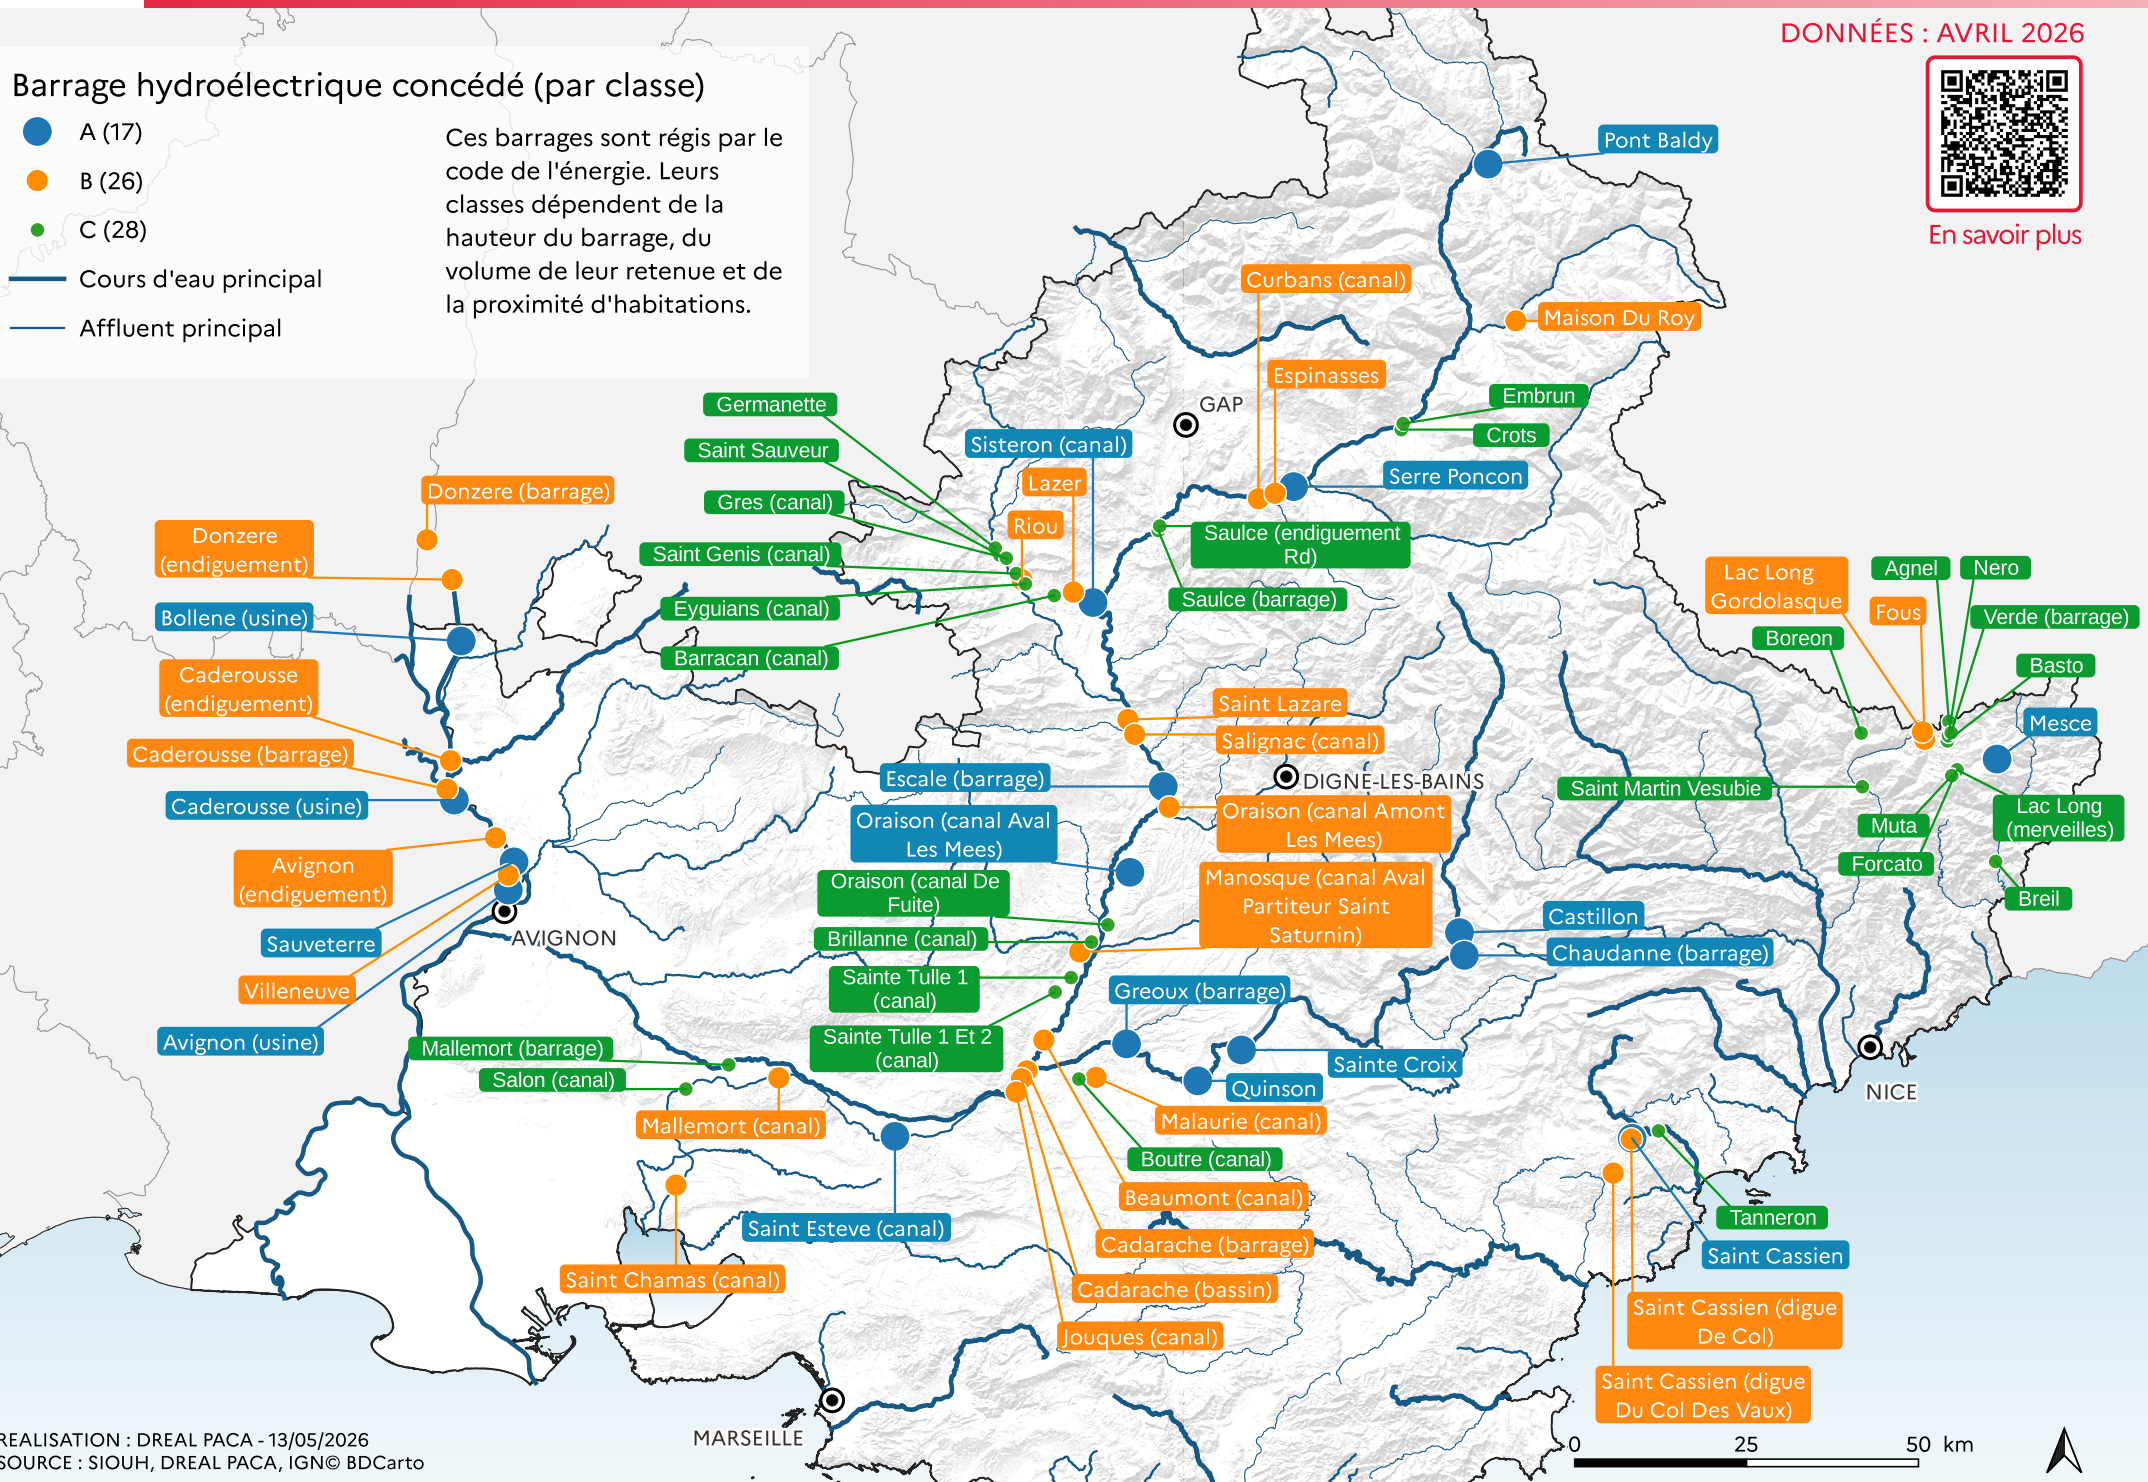 DONNÉES : AVRIL 2026
En savoir plus
Barrage hydroélectrique concédé (par classe)
A (17)
B (26)
C (28)
Cours d'eau principal
Affluent principal
Ces barrages sont régis par le
code de l'énergie. Leurs
classes dépendent de la
hauteur du barrage, du
volume de leur retenue et de
la proximité d'habitations.
Pont Baldy
Curbans (canal)
Maison Du Roy
Espinasses
Embrun
Crots
GAP
Germanette
Saint Sauveur
Sisteron (canal)
Serre Poncon
Lazer
Gres (canal)
Riou
Saint Genis (canal)
Saulce (endiguement
Rd)
Saulce (barrage)
Eyguians (canal)
Barracan (canal)
Donzere (barrage)
Donzere
(endiguement)
Bollene (usine)
Caderousse
(endiguement)
Caderousse (barrage)
Caderousse (usine)
Avignon
(endiguement)
Sauveterre
Villeneuve
Avignon (usine)
AVIGNON
Lac Long
Gordolasque
Agnel
Nero
Fous
Verde (barrage)
Boreon
Basto
Mesce
Saint Martin Vesubie
Lac Long
(merveilles)
Muta
Forcato
Breil
Saint Lazare
Salignac (canal)
DIGNE-LES-BAINS
Escale (barrage)
Oraison (canal Aval
Les Mees)
Oraison (canal Amont
Les Mees)
Oraison (canal De
Fuite)
Manosque (canal Aval
Partiteur Saint
Saturnin)
Brillanne (canal)
Castillon
Chaudanne (barrage)
Sainte Tulle 1
(canal)
Greoux (barrage)
Sainte Tulle 1 Et 2
(canal)
Mallemort (barrage)
Salon (canal)
Sainte Croix
Quinson
Mallemort (canal)
Malaurie (canal)
Boutre (canal)
Beaumont (canal)
NICE
Saint Esteve (canal)
Cadarache (barrage)
Saint Chamas (canal)
Cadarache (bassin)
Jouques (canal)
Tanneron
Saint Cassien
Saint Cassien (digue
De Col)
Saint Cassien (digue
Du Col Des Vaux)
MARSEILLE
REALISATION : DREAL PACA - 13/05/2026
SOURCE : SIOUH, DREAL PACA, IGN© BDCarto
0 25 50 km